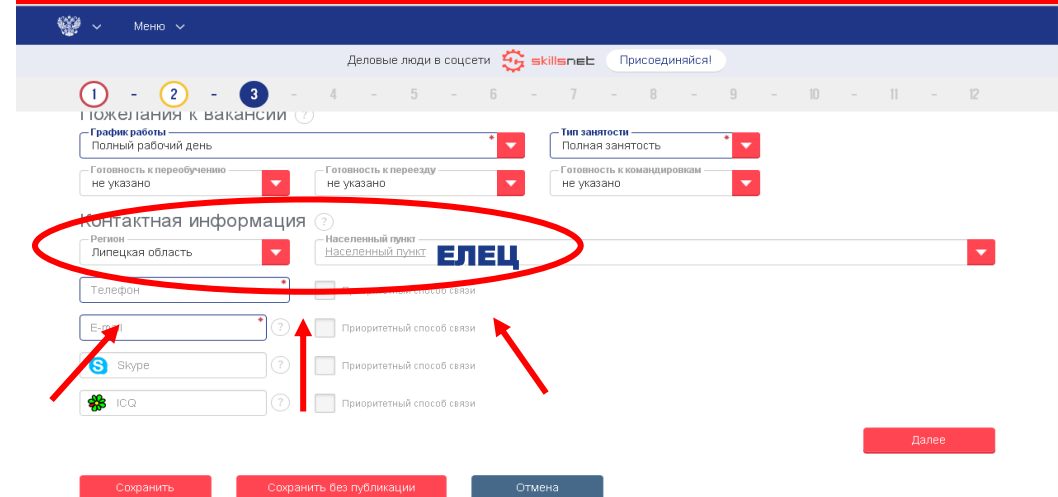 Меню
Деловые люди в соцсети skillsnet Присоединяйся!
1 - 2 - 3 - 4 - 5 - 6 - 7 - 8 - 9 - 10 - 11 - 12
Пожелания к вакансии ?
График работы * Тип занятости *
Полный рабочий день Полная занятость
Готовность к переобучению Готовность к переезду Готовность к командировкам
не указано не указано не указано
Контактная информация ?
Регион Населенный пункт
Липецкая область Населенный пункт ЕЛЕЦ
Телефон * Приоритетный способ связи
E-mail * ? Приоритетный способ связи
Skype ? Приоритетный способ связи
ICQ ? Приоритетный способ связи
Далее
Сохранить Сохранить без публикации Отмена